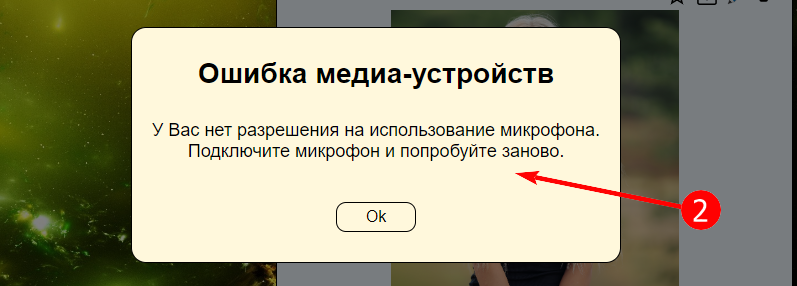 Ошибка медиа-устройств
У Вас нет разрешения на использование микрофона.
Подключите микрофон и попробуйте заново.
Ok
2